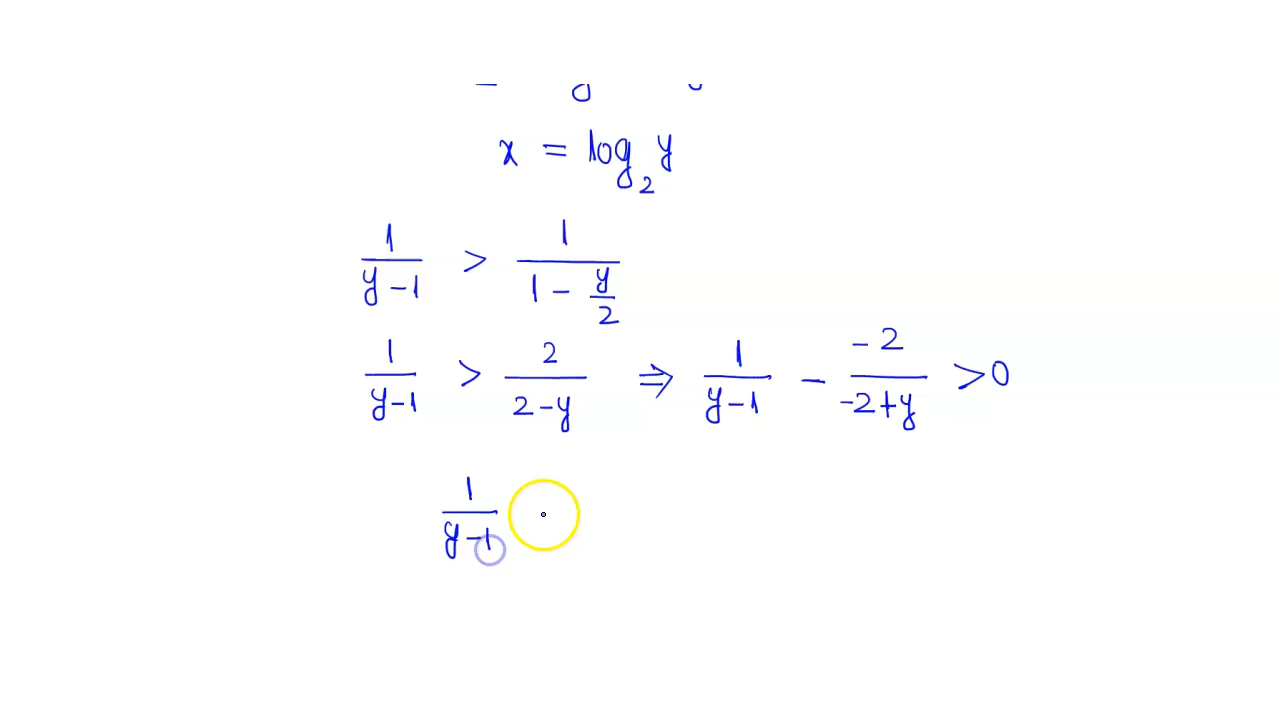 x = log₂ y
1/(y-1) > 1/(1 - y/2)
1/(y-1) > 2/(2-y) ⇒ 1/(y-1) - -2/(-2+y) >0
1/(y-1)